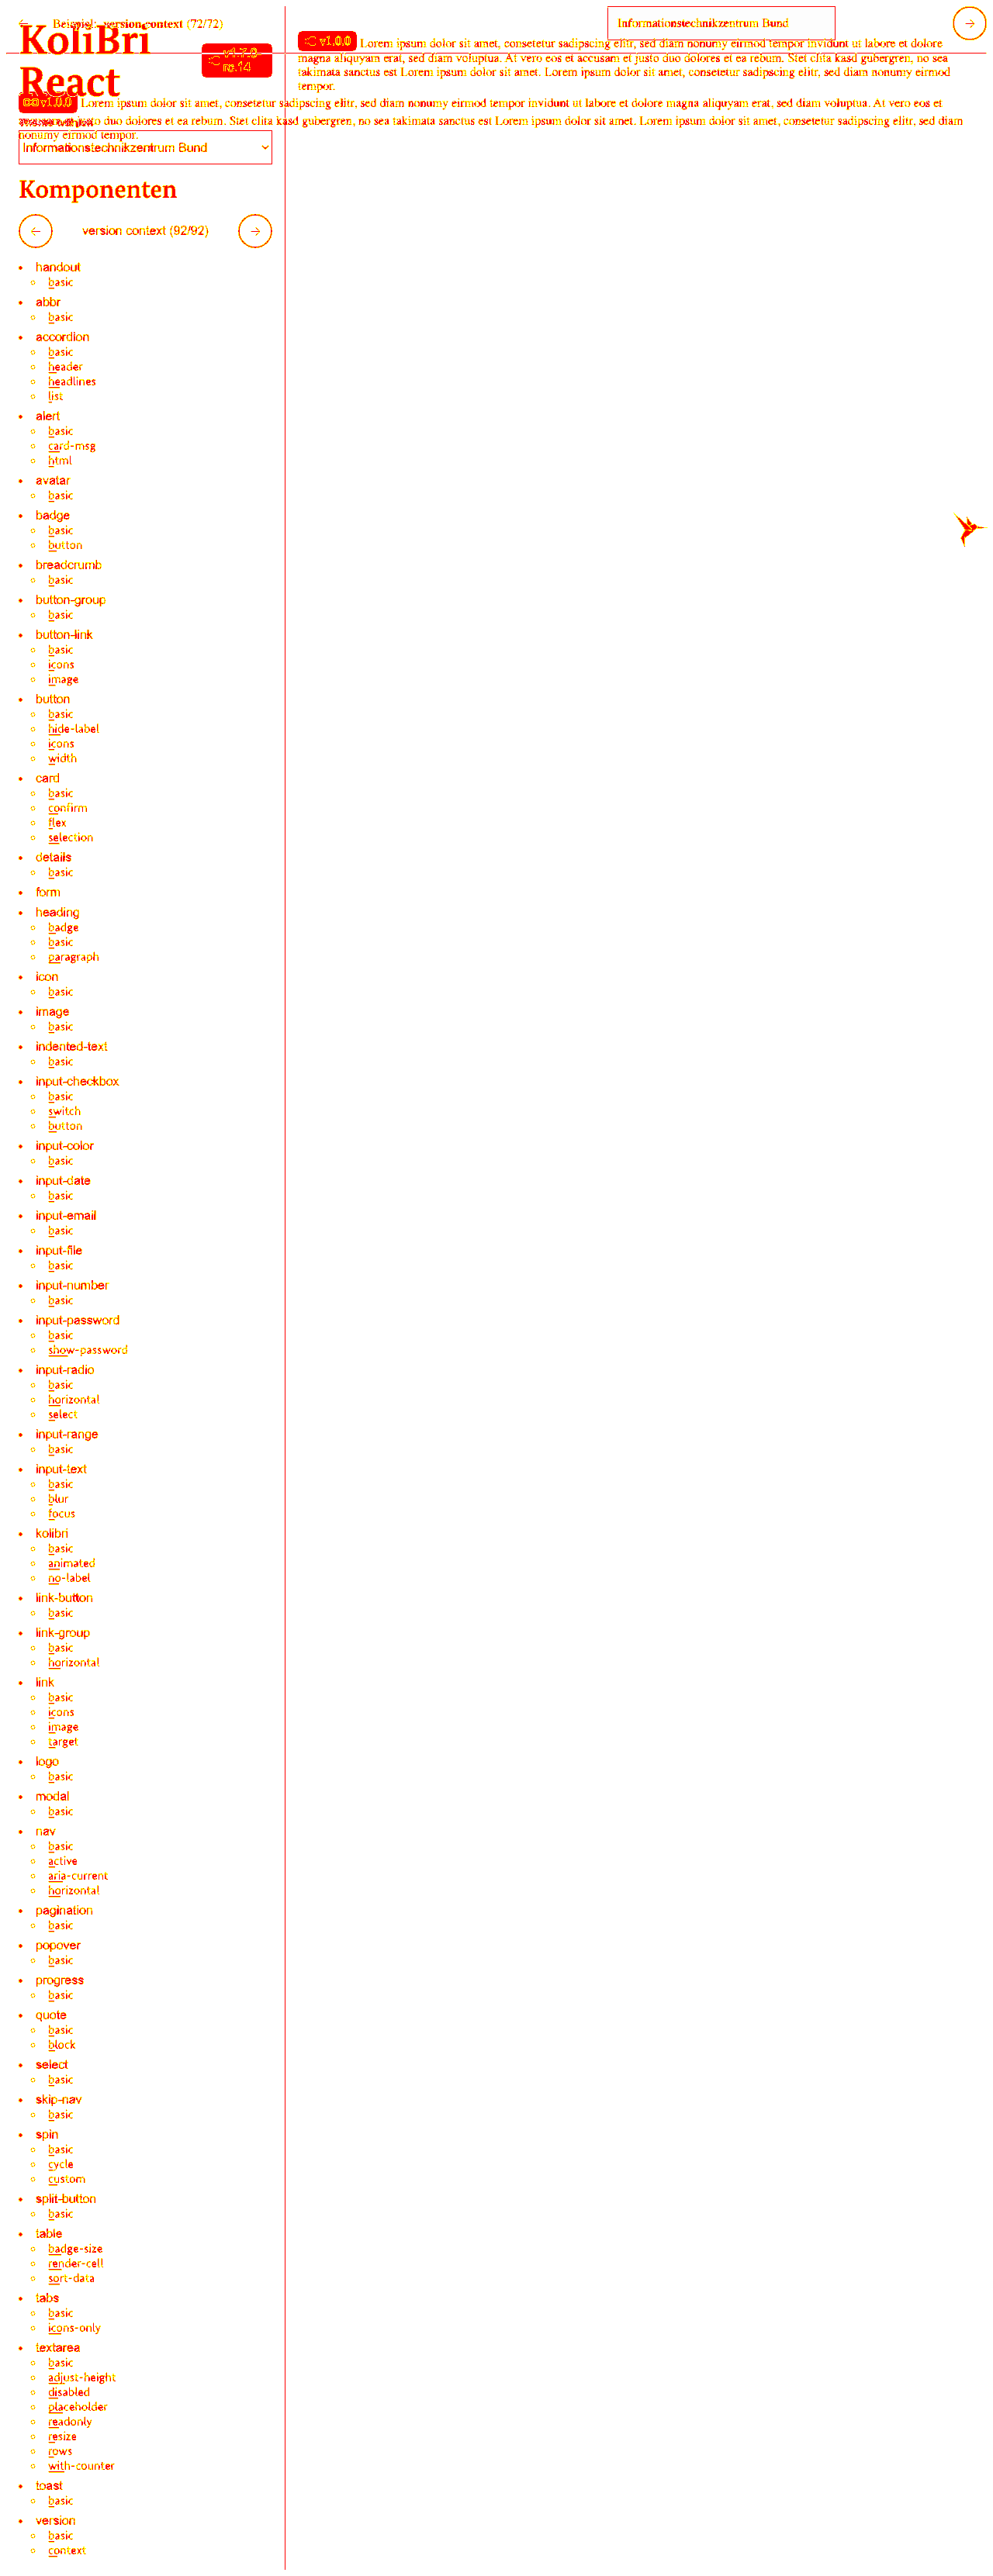 Beispiel: version context (72/72)
Informationstechnikzentrum Bund
KoliBri
React
v1.0.0 Lorem ipsum dolor sit amet, consetetur sadipscing elitr, sed diam nonumy eirmod tempor invidunt ut labore et dolore
magna aliquyam erat, sed diam voluptua. At vero eos et accusam et justo duo dolores et ea rebum. Stet clita kasd gubergren, no sea
takimata sanctus est Lorem ipsum dolor sit amet. Lorem ipsum dolor sit amet, consetetur sadipscing elitr, sed diam nonumy eirmod
tempor.
v1.0.0 Lorem ipsum dolor sit amet, consetetur sadipscing elitr, sed diam nonumy eirmod tempor invidunt ut labore et dolore magna aliquyam erat, sed diam voluptua. At vero eos et
justo duo dolores et ea rebum. Stet clita kasd gubergren, no sea takimata sanctus est Lorem ipsum dolor sit amet. Lorem ipsum dolor sit amet, consetetur sadipscing elitr, sed diam
nonumy eirmod tempor.
Informationstechnikzentrum Bund
Komponenten
version context (92/92)
handout
basic
abbr
basic
accordion
basic
header
headlines
list
alert
basic
card-msg
html
avatar
basic
badge
basic
button
breadcrumb
basic
button-group
basic
button-link
basic
icons
image
button
basic
hide-label
icons
width
card
basic
confirm
flex
selection
details
basic
form
heading
badge
basic
paragraph
icon
basic
image
basic
indented-text
basic
input-checkbox
basic
switch
button
input-color
basic
input-date
basic
input-email
basic
input-file
basic
input-number
basic
input-password
basic
show-password
input-radio
basic
horizontal
select
input-range
basic
input-text
basic
blur
focus
kolibri
basic
animated
no-label
link-button
basic
link-group
basic
horizontal
link
basic
icons
image
target
logo
basic
modal
basic
nav
basic
active
aria-current
horizontal
pagination
basic
popover
basic
progress
basic
quote
basic
block
select
basic
skip-nav
basic
spin
basic
cycle
custom
split-button
basic
table
badge-size
render-cell
sort-data
tabs
basic
icons-only
textarea
basic
adjust-height
disabled
placeholder
readonly
resize
rows
with-counter
toast
basic
version
basic
context